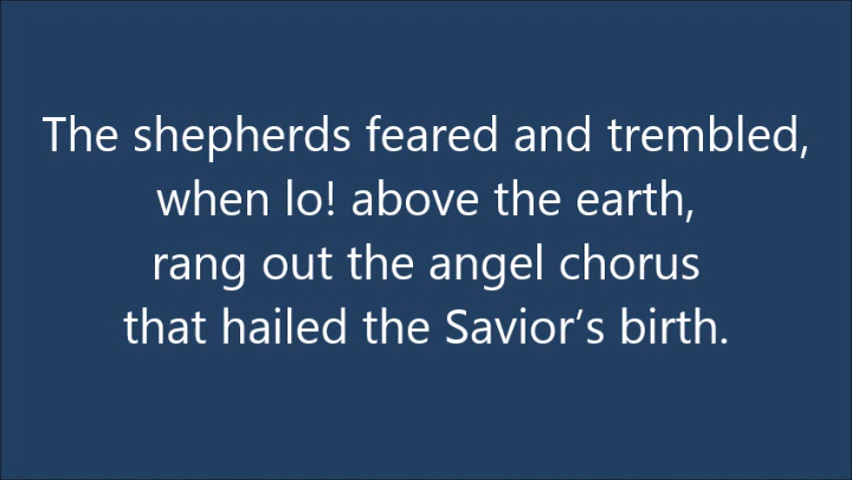 The shepherds feared and trembled,
when lo! above the earth,
rang out the angel chorus
that hailed the Savior’s birth.